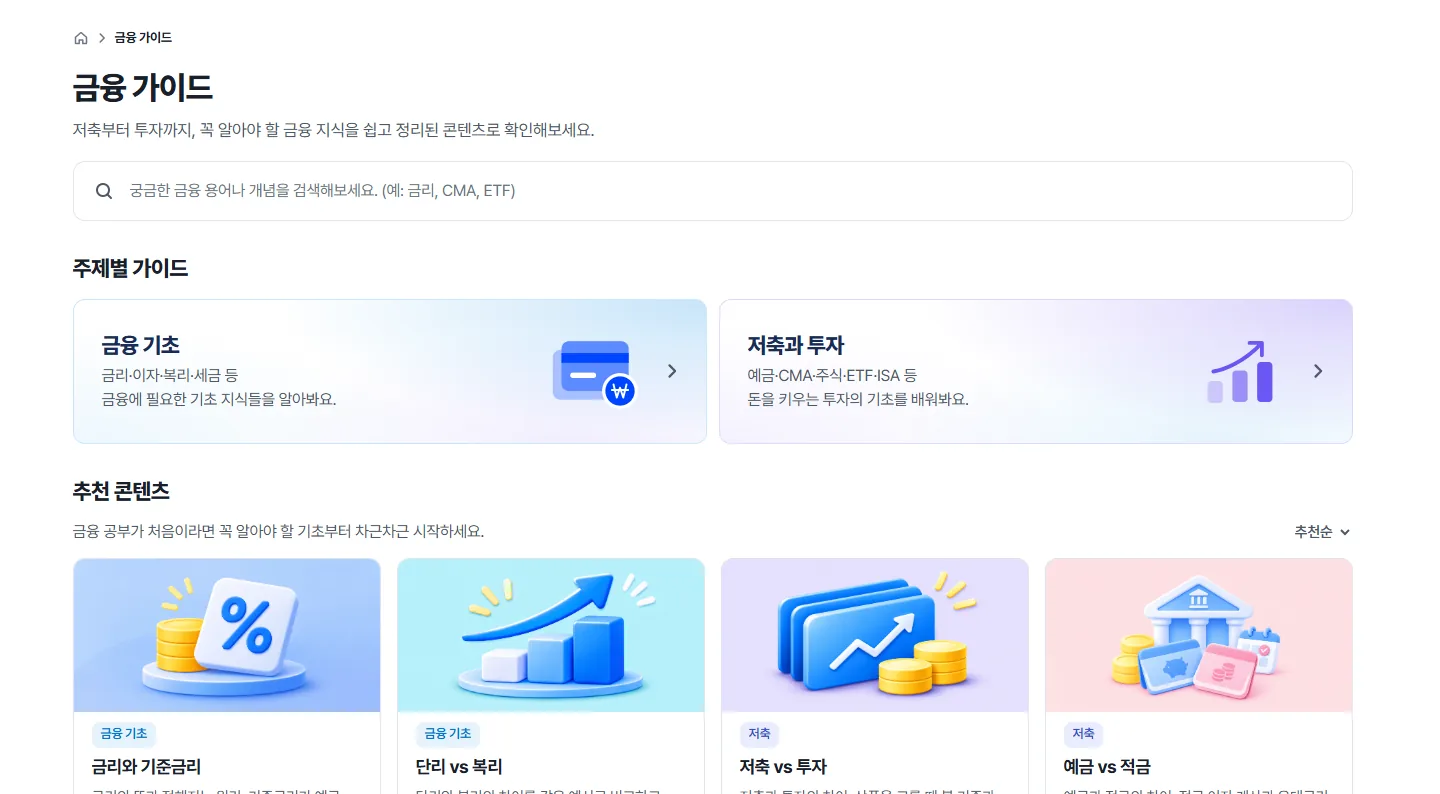 금융 가이드
금융 가이드
저축부터 투자까지, 꼭 알아야 할 금융 지식을 쉽고 정리된 콘텐츠로 확인해보세요.
궁금한 금융 용어나 개념을 검색해보세요. (예: 금리, CMA, ETF)
주제별 가이드
금융 기초
금리·이자·복리·세금 등
금융에 필요한 기초 지식들을 알아봐요.
₩
저축과 투자
예금·CMA·주식·ETF·ISA 등
돈을 키우는 투자의 기초를 배워봐요.
추천 콘텐츠
금융 공부가 처음이라면 꼭 알아야 할 기초부터 차근차근 시작하세요.
추천순
%
금융 기초
금리와 기준금리
금융 기초
단리 vs 복리
저축
저축 vs 투자
저축
예금 vs 적금